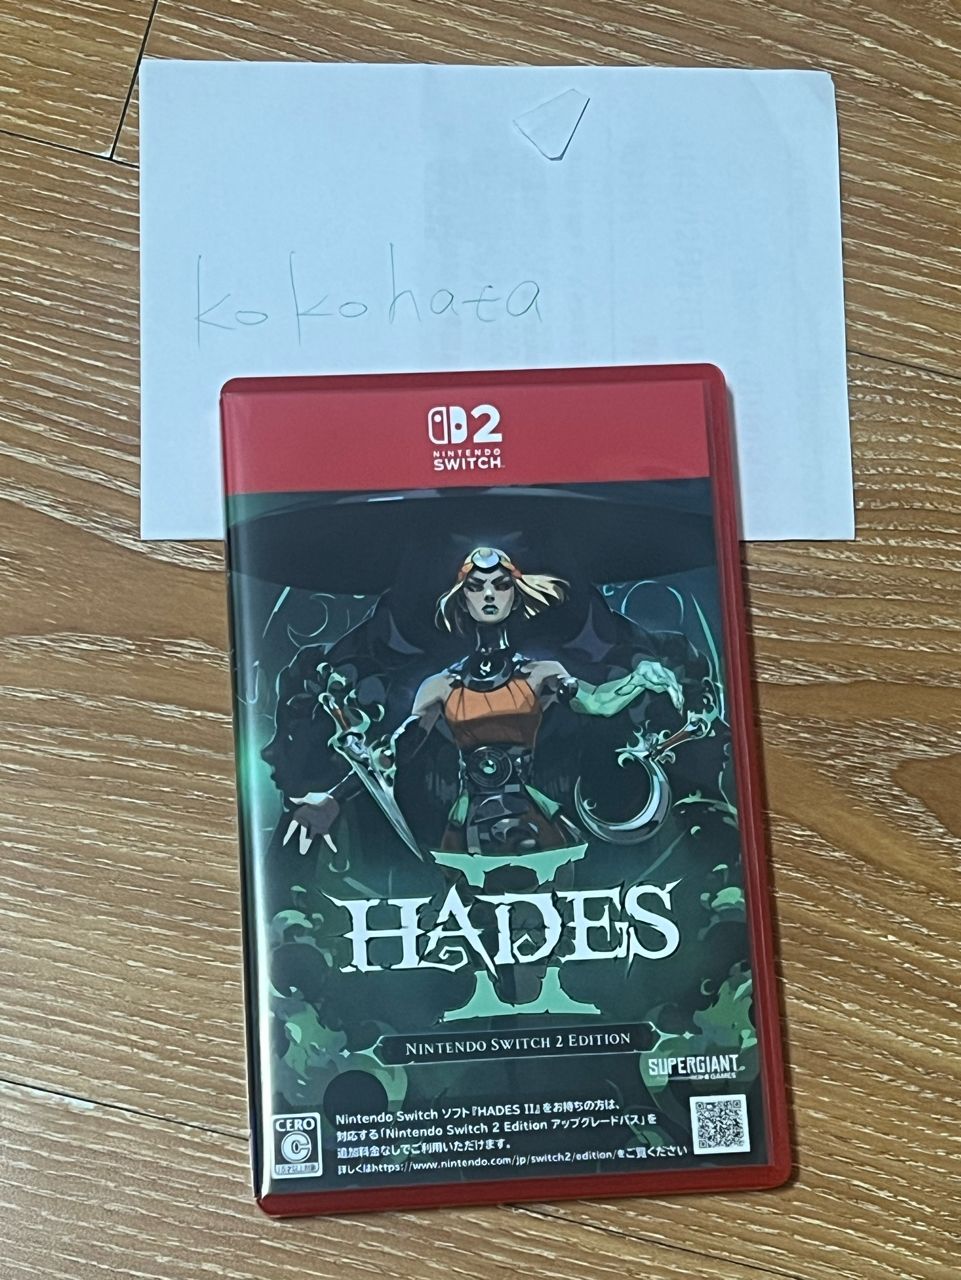 kokohata
2
NINTENDO
SWITCH
HADES
II
NINTENDO SWITCH 2 EDITION
SUPERGIANT
GAMES
CERO
C
Nintendo Switch ソフト『HADES II』をお持ちの方は、
対応する「Nintendo Switch 2 Edition アップグレードパス」を
追加料金なしでご利用いただけます。
詳しくはhttps://www.nintendo.com/jp/switch2/edition/をご覧ください